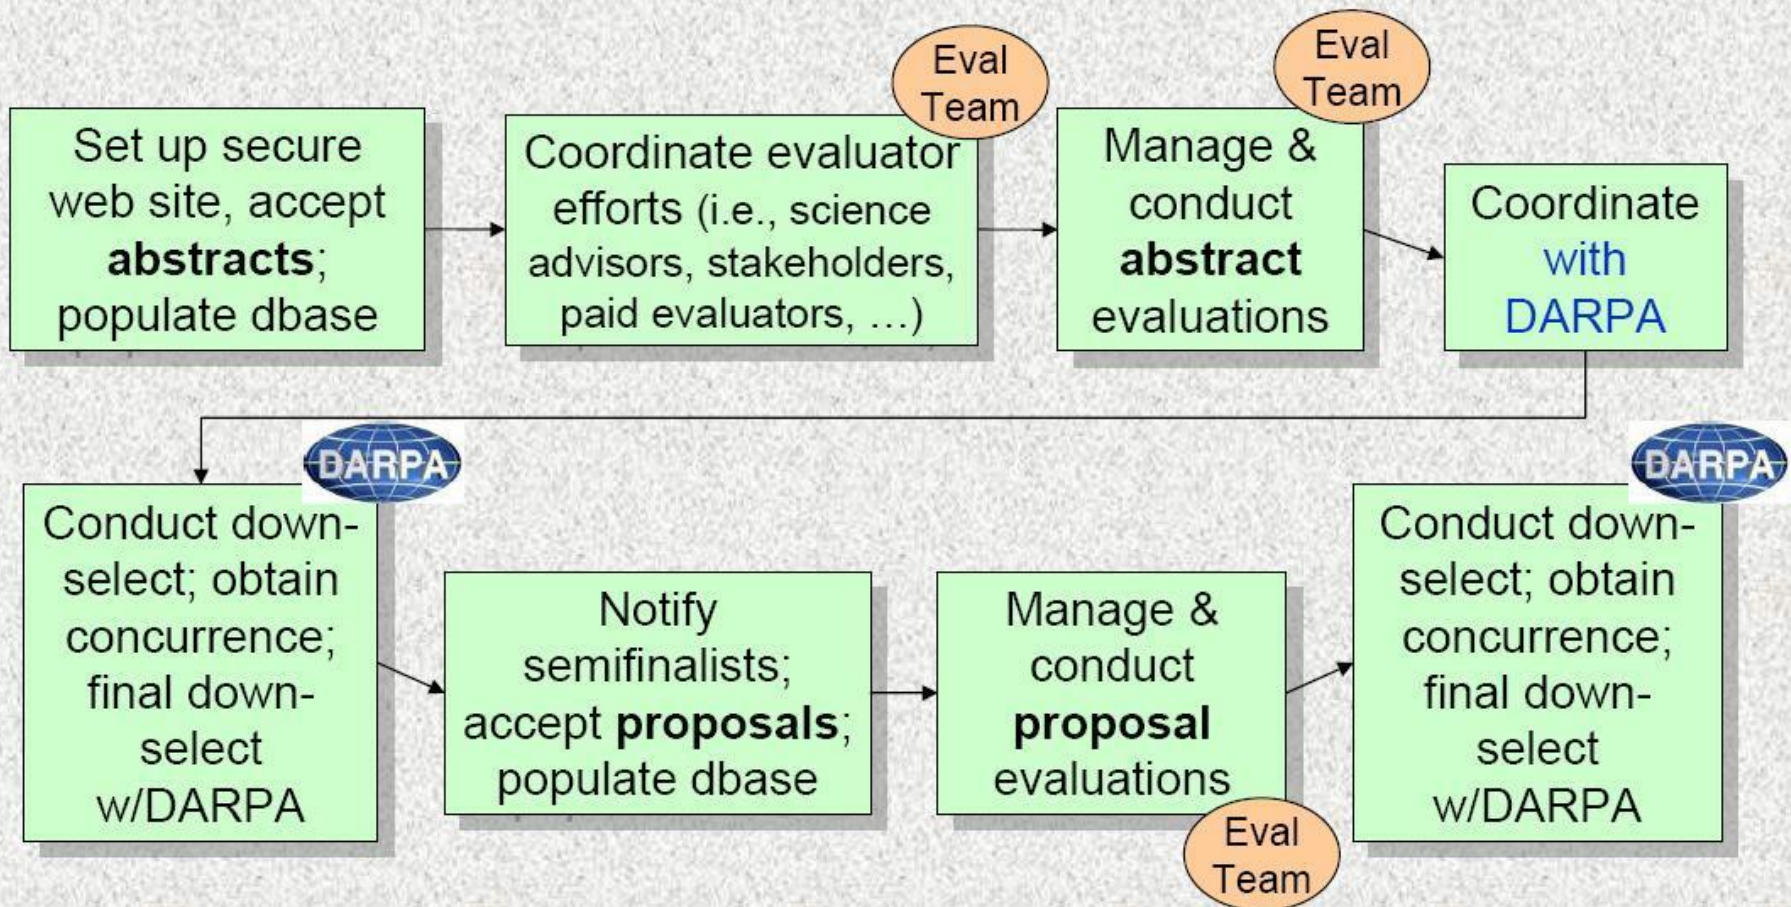 Eval
Team
Eval
Team
Set up secure
web site, accept
abstracts;
populate dbase
Coordinate evaluator
efforts (i.e., science
advisors, stakeholders,
paid evaluators, …)
Manage &
conduct
abstract
evaluations
Coordinate
with
DARPA
DARPA
Conduct down-
select; obtain
concurrence;
final down-
select
w/DARPA
Notify
semifinalists;
accept proposals;
populate dbase
Manage &
conduct
proposal
evaluations
Eval
Team
DARPA
Conduct down-
select; obtain
concurrence;
final down-
select
w/DARPA